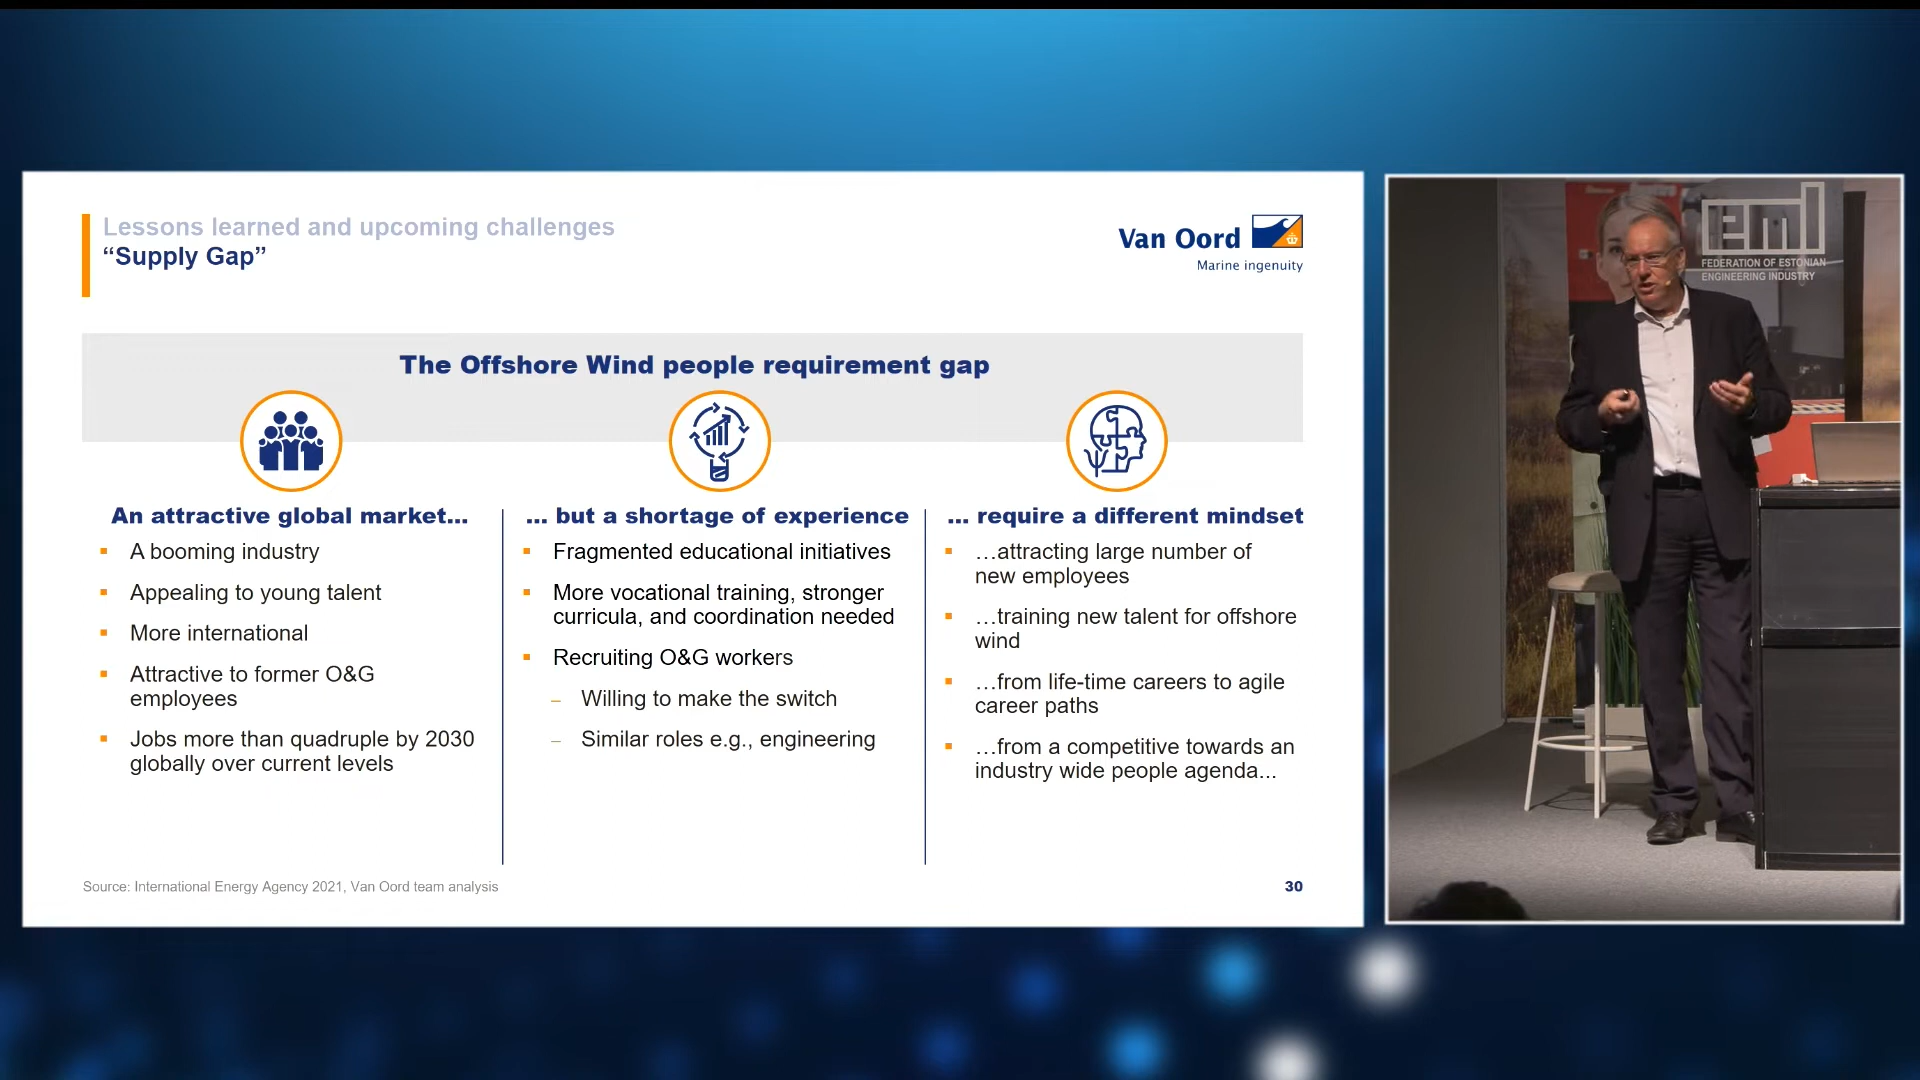 Lessons learned and upcoming challenges
“Supply Gap”
Van Oord
Marine ingenuity
The Offshore Wind people requirement gap
An attractive global market...
A booming industry
Appealing to young talent
More international
Attractive to former O&G
employees
Jobs more than quadruple by 2030
globally over current levels
... but a shortage of experience
Fragmented educational initiatives
More vocational training, stronger
curricula, and coordination needed
Recruiting O&G workers
– Willing to make the switch
– Similar roles e.g., engineering
... require a different mindset
…attracting large number of
new employees
…training new talent for offshore
wind
…from life-time careers to agile
career paths
…from a competitive towards an
industry wide people agenda...
Source: International Energy Agency 2021, Van Oord team analysis
30
eml
FEDERATION OF ESTONIAN
ENGINEERING INDUSTRY